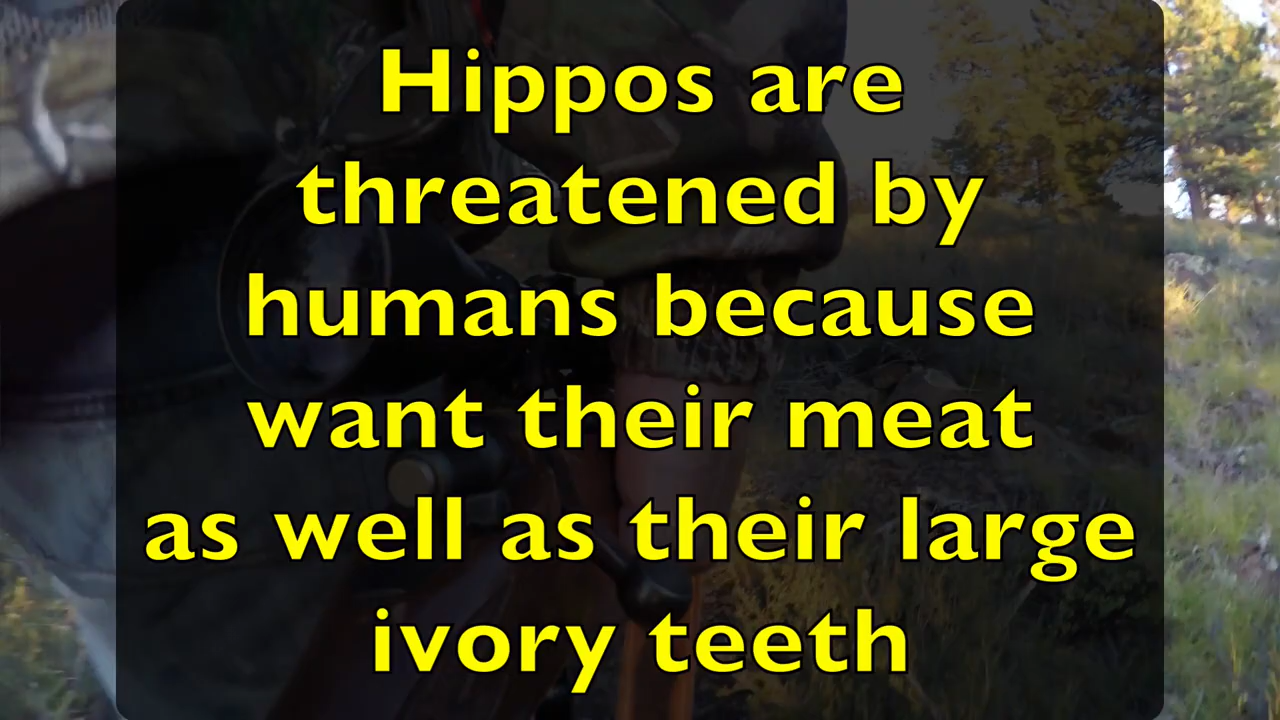 Hippos are
threatened by
humans because
want their meat
as well as their large
ivory teeth